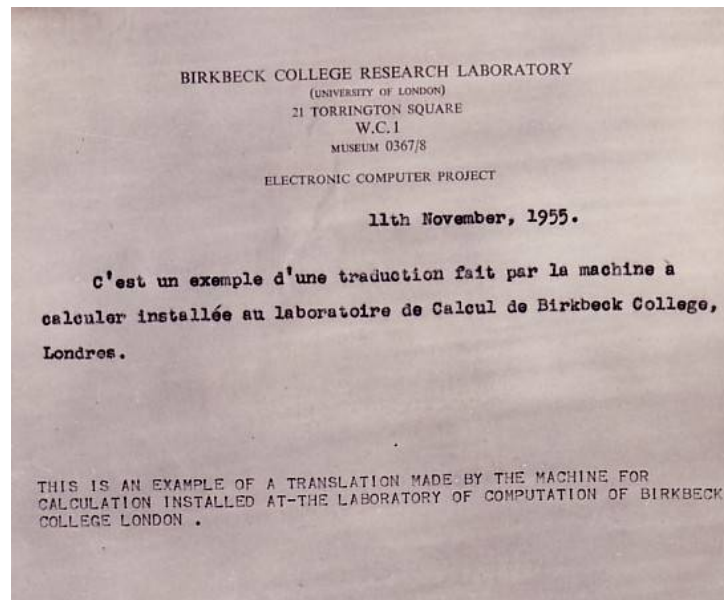 BIRKBECK COLLEGE RESEARCH LABORATORY
(UNIVERSITY OF LONDON)
21 TORRINGTON SQUARE
W.C.1
MUSEUM 0367/8
ELECTRONIC COMPUTER PROJECT
11th November, 1955.
C'est un exemple d'une traduction fait par la machine à
calculer installée au laboratoire de Calcul de Birkbeck College,
Londres.
THIS IS AN EXAMPLE OF A TRANSLATION MADE BY THE MACHINE FOR
CALCULATION INSTALLED AT-THE LABORATORY OF COMPUTATION OF BIRKBECK
COLLEGE LONDON .